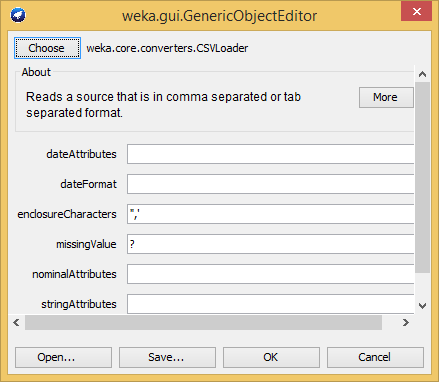 weka.gui.GenericObjectEditor
Choose weka.core.converters.CSVLoader
About
Reads a source that is in comma separated or tab
separated format.
More
dateAttributes
dateFormat
enclosureCharacters ",'
missingValue ?
nominalAttributes
stringAttributes
Open... Save... OK Cancel